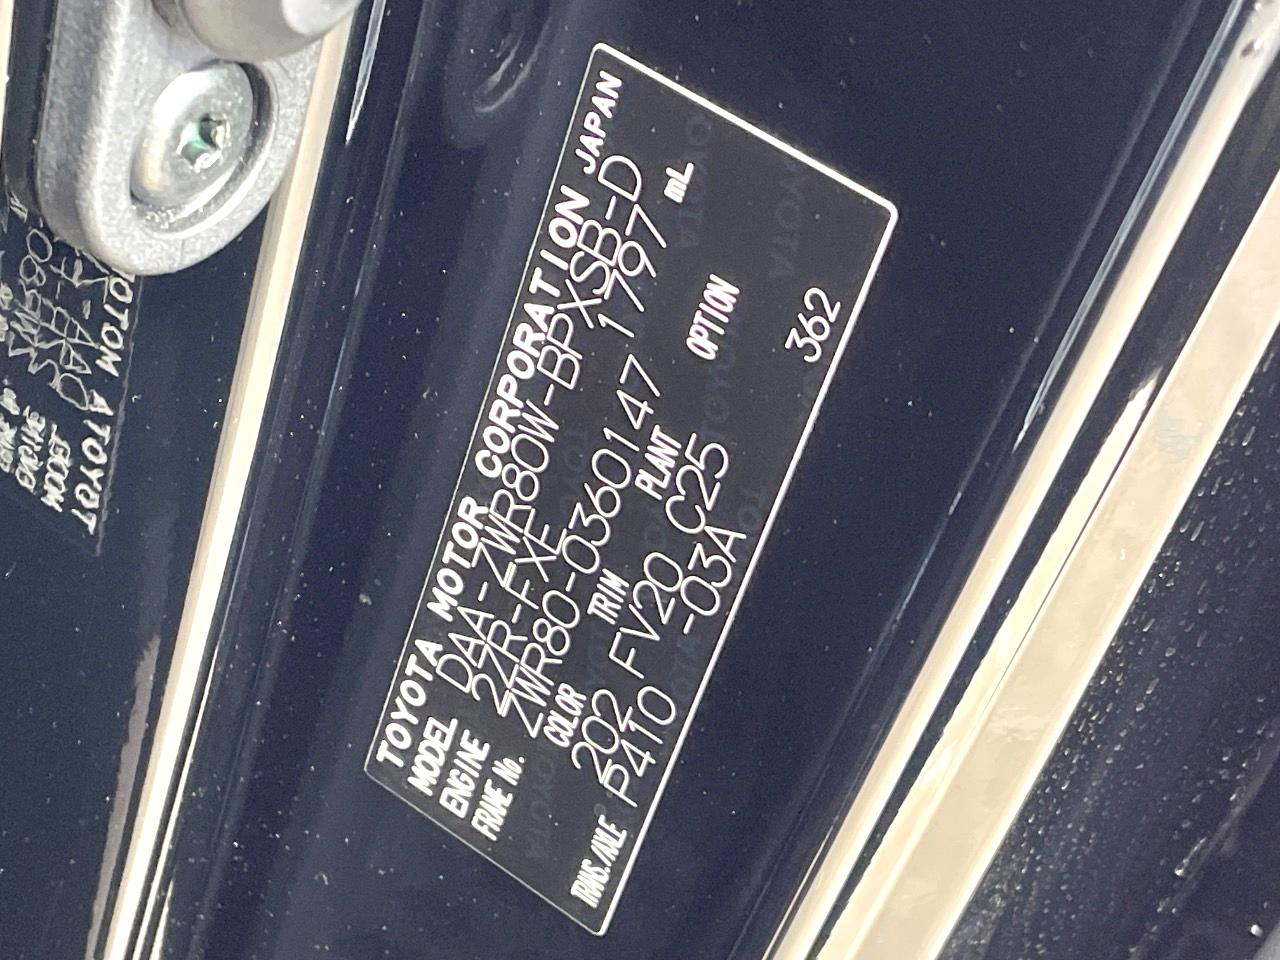 TOYOTA MOTOR CORPORATION JAPAN
MODEL DAA-ZWR80W-BPXSB-D
ENGINE 2ZR-FXE 1797 mL
FRAME No. ZWR80-0360147
COLOR TRIM PLANT OPTION
202 FV20 C25
TRANS./AXLE P410 -03A 362